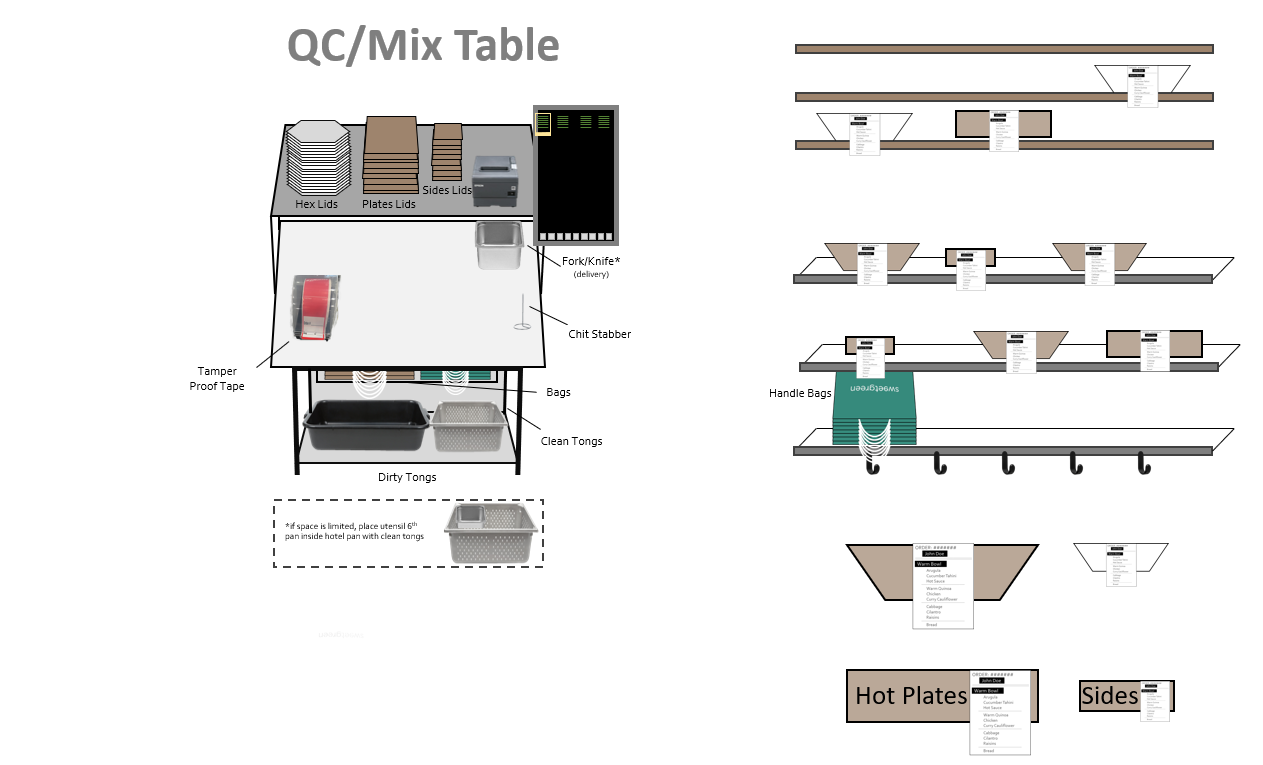 QC/Mix Table
Hex Lids
Plates Lids
Sides Lids
EPSON
Fork/Knife*
(delivery)
Chit Stabber
Tamper
Proof Tape
Bags
Clean Tongs
Dirty Tongs
*if space is limited, place utensil 6th
pan inside hotel pan with clean tongs
Handle Bags
sweetgreen
ORDER: #######
John Doe
Warm Bowl
Arugula
Cucumber Tahini
Hot Sauce
Warm Quinoa
Chicken
Curry Cauliflower
Cabbage
Cilantro
Raisins
Bread
Hot Plates
ORDER: #######
John Doe
Warm Bowl
Arugula
Cucumber Tahini
Hot Sauce
Warm Quinoa
Chicken
Curry Cauliflower
Cabbage
Cilantro
Raisins
Bread
Sides